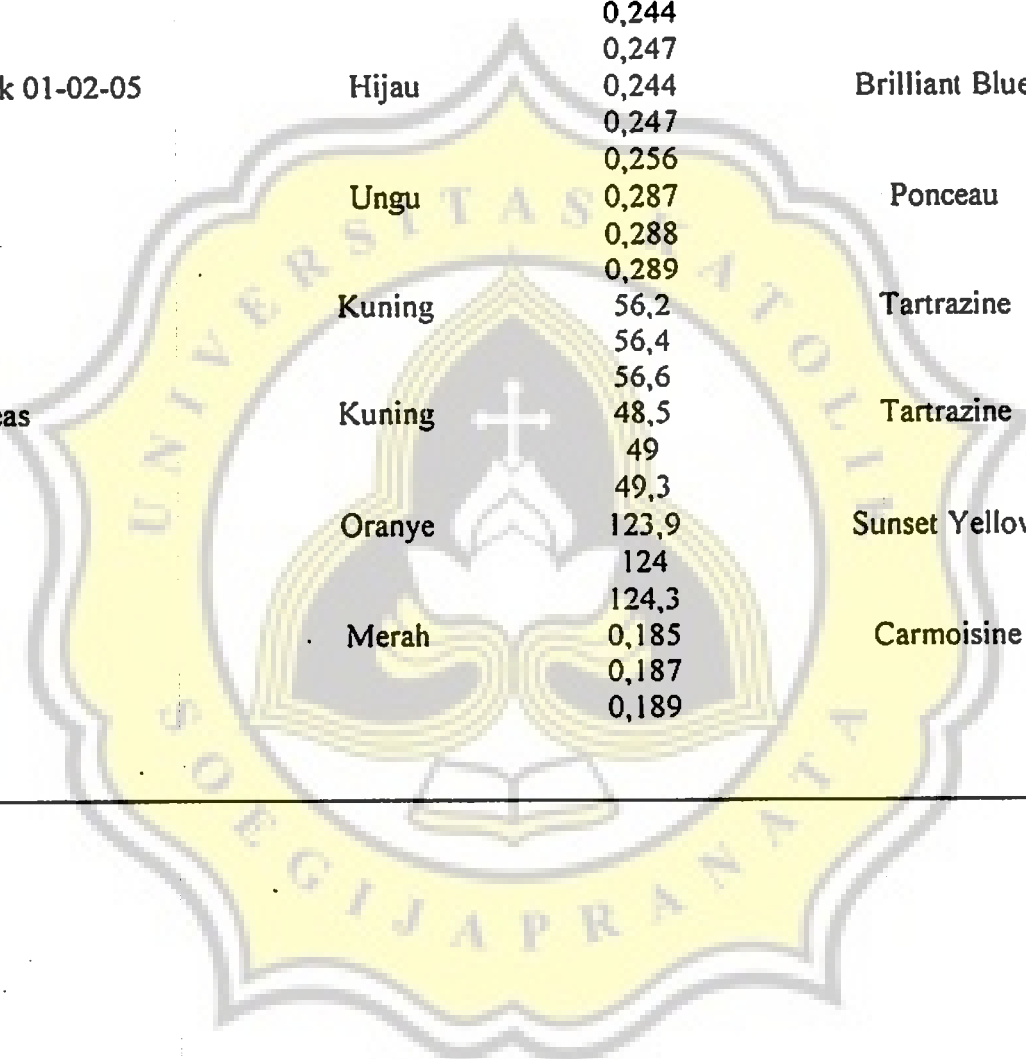 0,244
0,247
k 01-02-05 Hijau 0,244 Brilliant Blue
0,247
0,256
Ungu 0,287 Ponceau
0,288
0,289
Kuning 56,2 Tartrazine
56,4
56,6
eas Kuning 48,5 Tartrazine
49
49,3
Oranye 123,9 Sunset Yellow
124
124,3
Merah 0,185 Carmoisine
0,187
0,189
UNIVERSITAS KATOLIK
SOEGIJAPRANATA